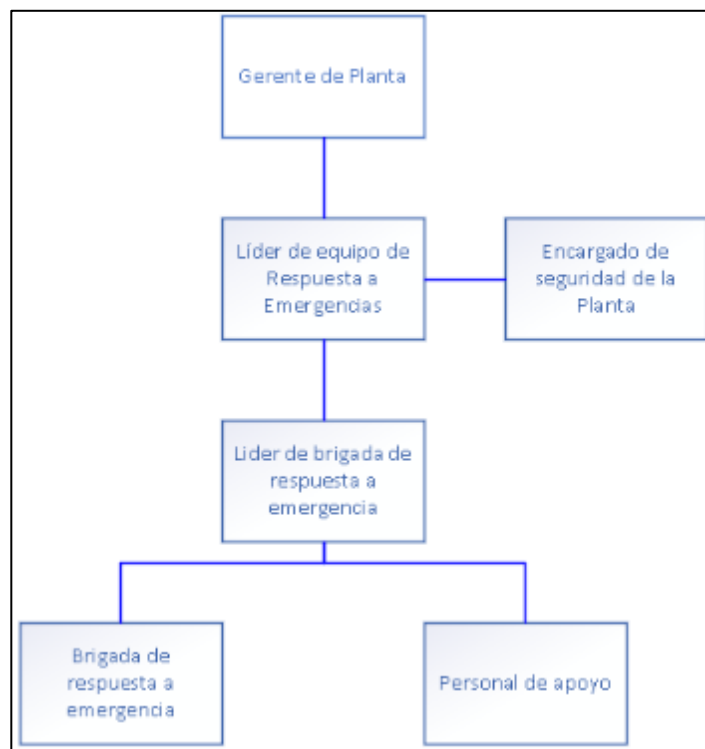 Gerente de Planta
Líder de equipo de
Respuesta a
Emergencias
Encargado de
seguridad de la
Planta
Lider de brigada de
respuesta a
emergencia
Brigada de
respuesta a
emergencia
Personal de apoyo